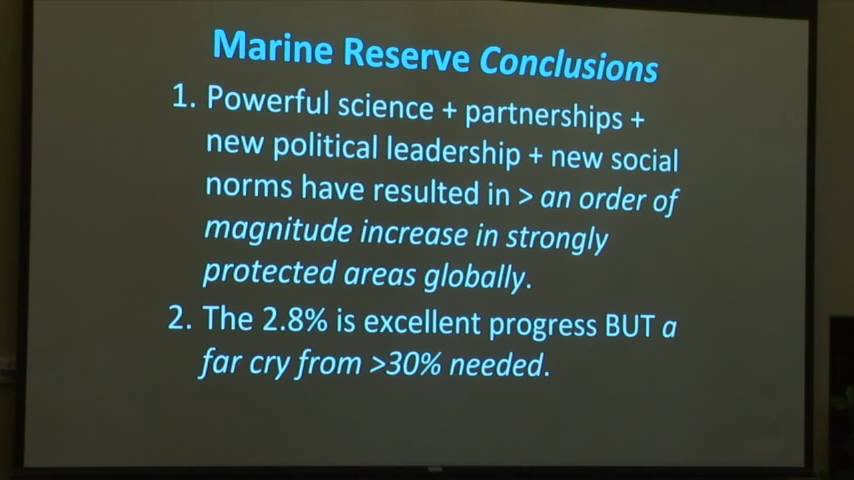 Marine Reserve Conclusions
1. Powerful science + partnerships +
new political leadership + new social
norms have resulted in > an order of
magnitude increase in strongly
protected areas globally.
2. The 2.8% is excellent progress BUT a
far cry from >30% needed.